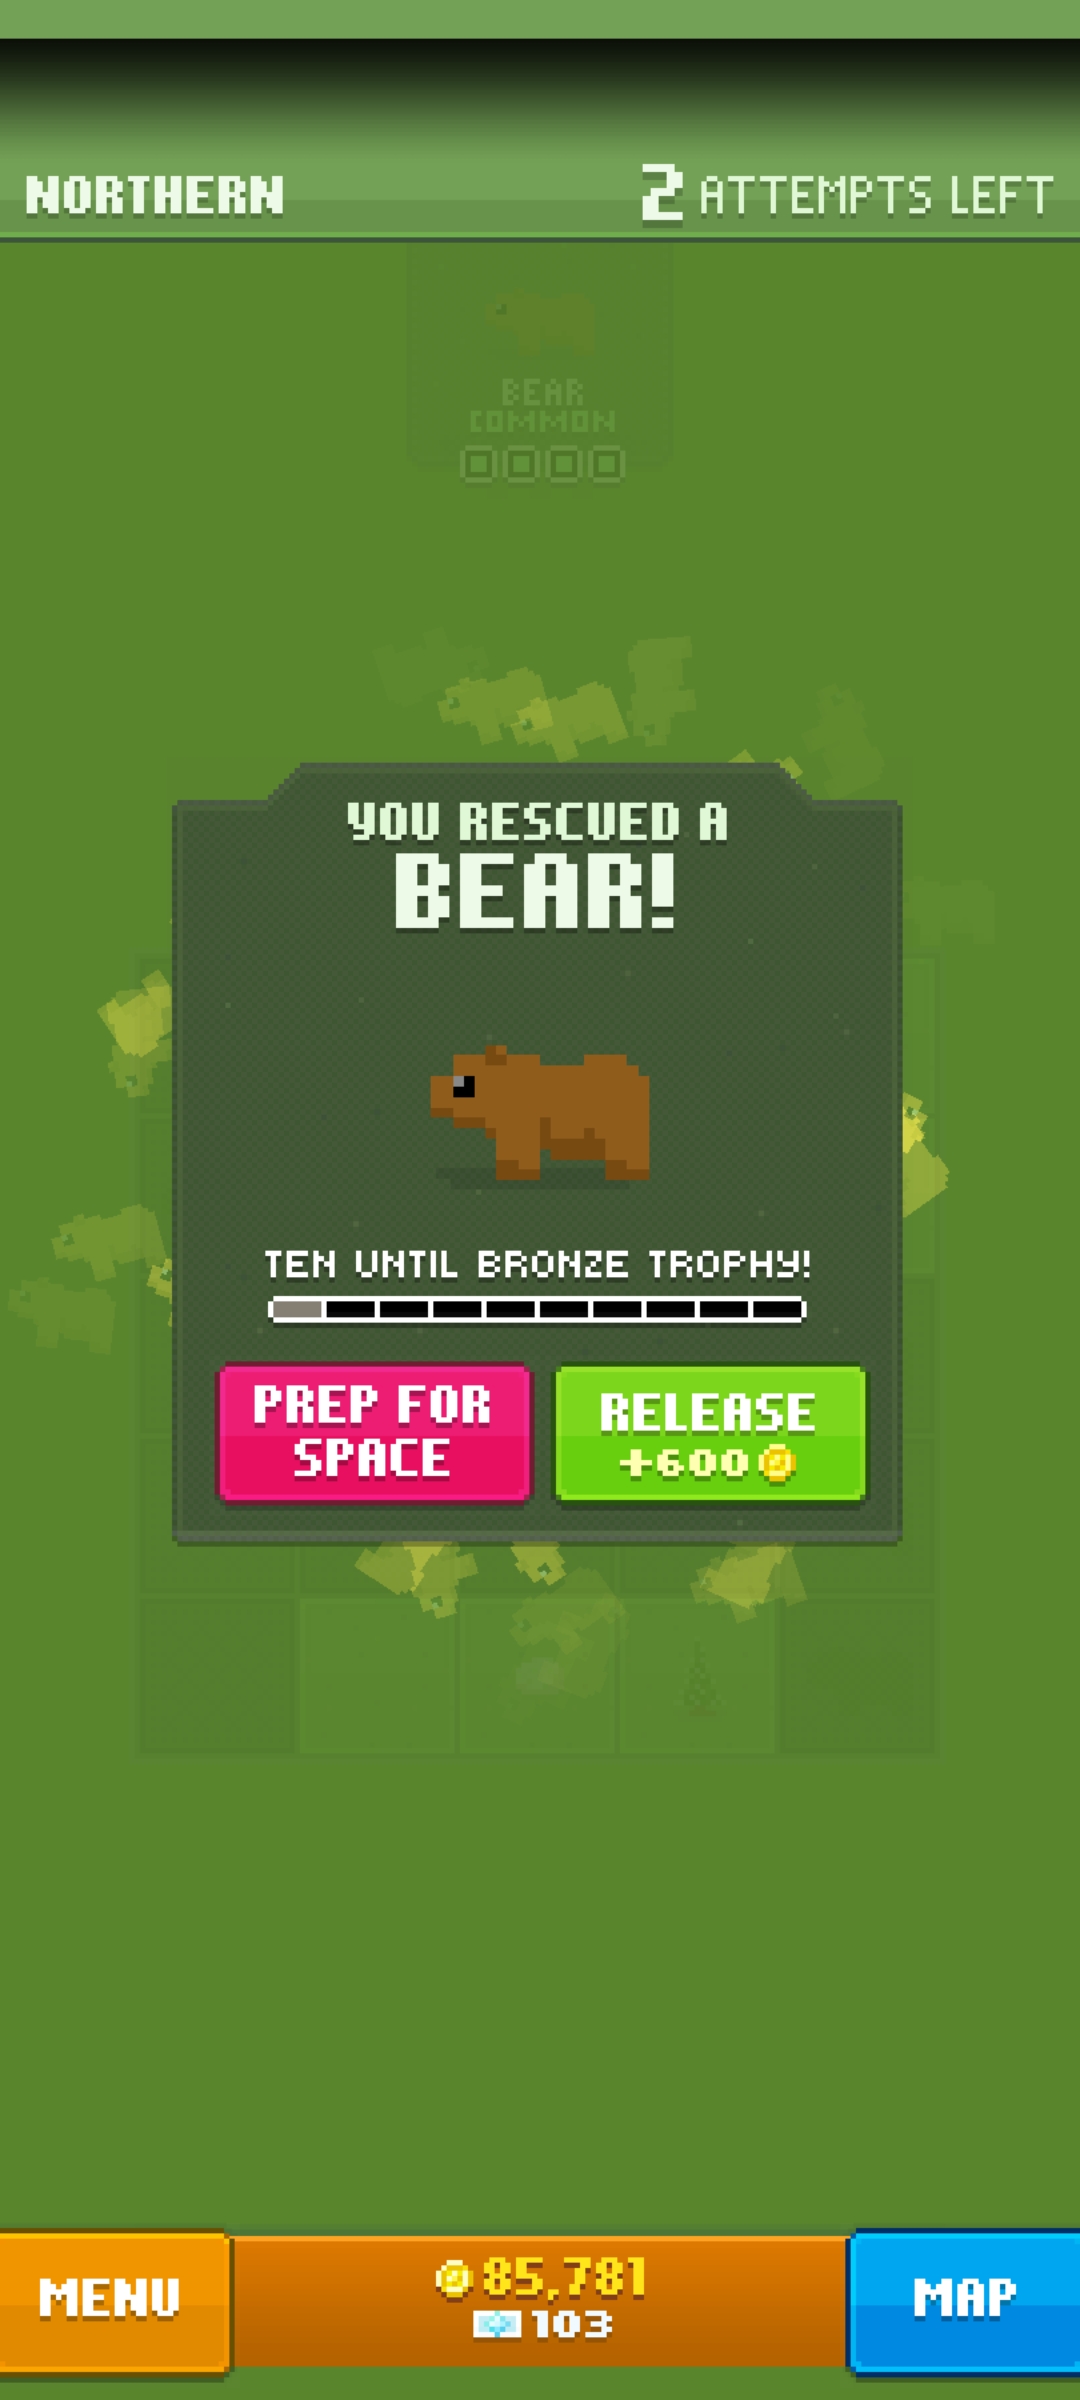 NORTHERN
2 ATTEMPTS LEFT
BEAR
COMMON
YOU RESCUED A
BEAR!
TEN UNTIL BRONZE TROPHY!
PREP FOR
SPACE
RELEASE
+600
MENU
85,781
103
MAP